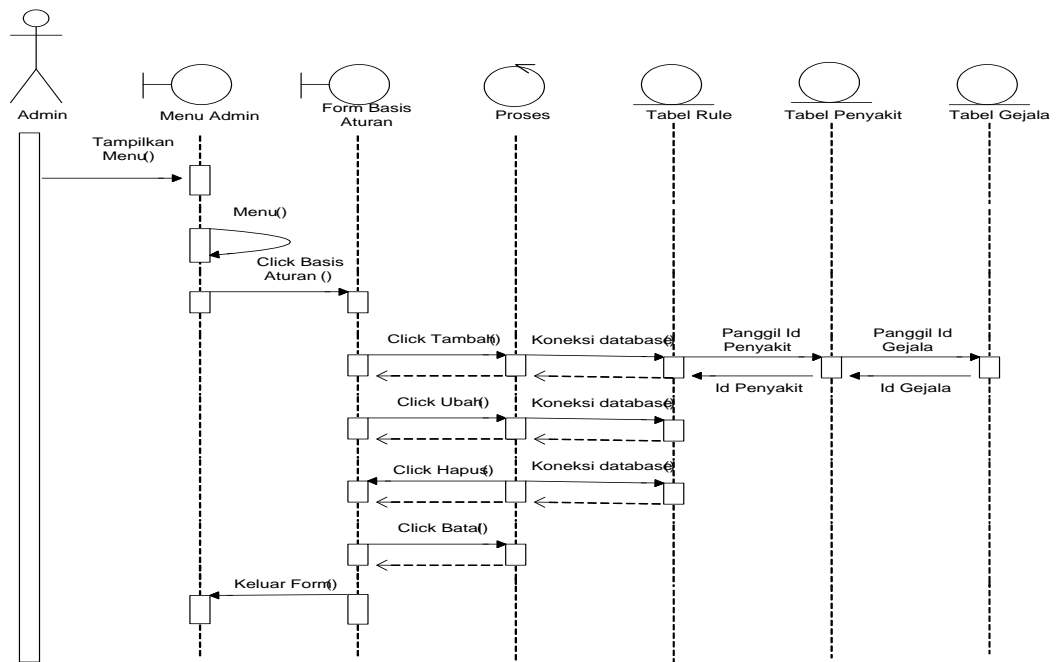 Admin
Menu Admin
Form Basis
Aturan
Proses
Tabel Rule
Tabel Penyakit
Tabel Gejala
Tampilkan
Menu()
Menu()
Click Basis
Aturan ()
Click Tambah()
Koneksi database()
Panggil Id
Penyakit
Panggil Id
Gejala
Id Penyakit
Id Gejala
Click Ubah()
Koneksi database()
Click Hapus()
Koneksi database()
Click Batal()
Keluar Form()